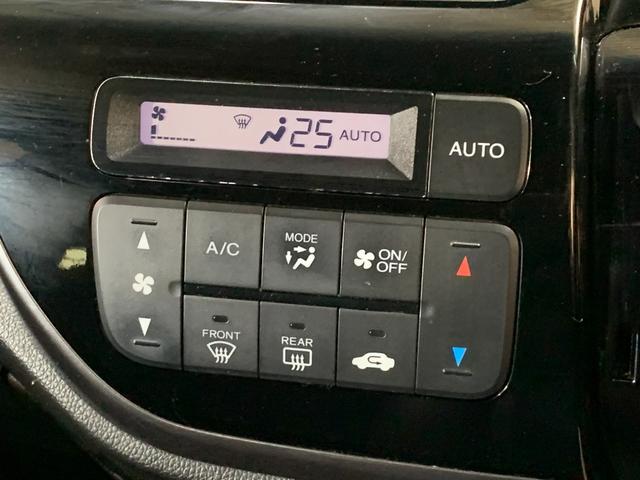 25 AUTO
AUTO
A/C
MODE
ON/
OFF
FRONT
REAR